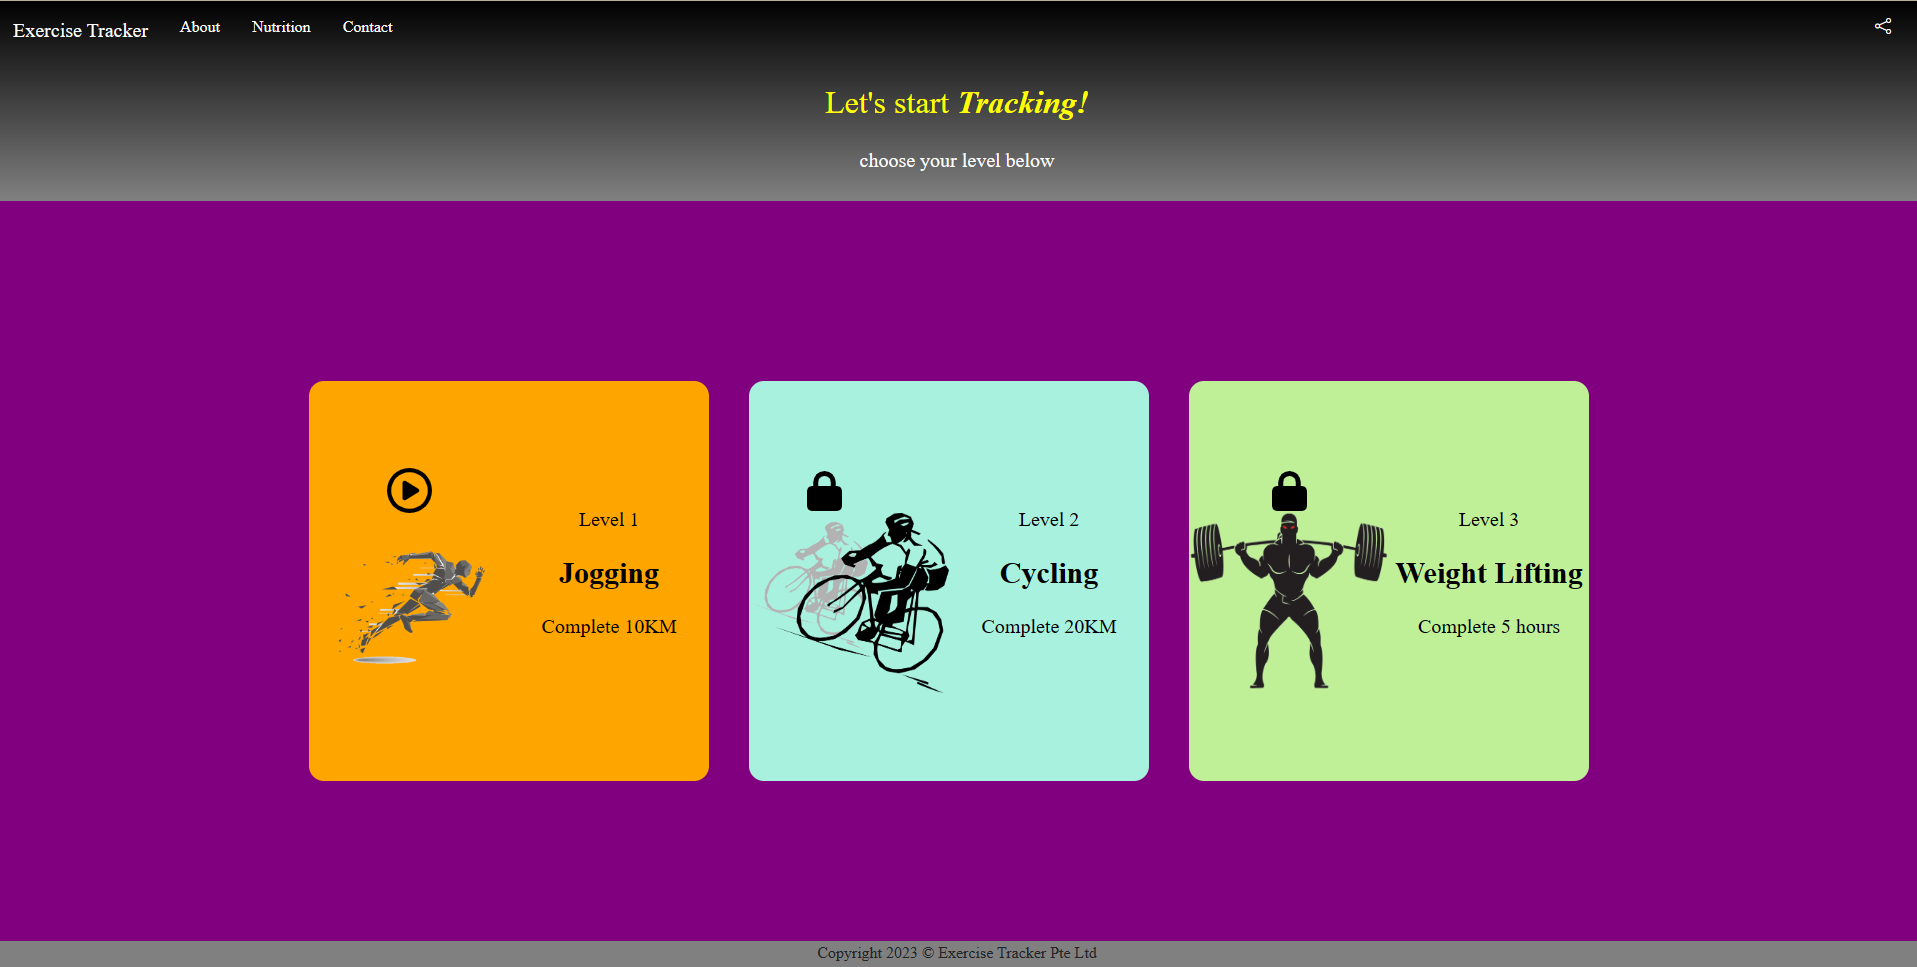 Exercise Tracker About Nutrition Contact
Let's start Tracking!
choose your level below
Level 1
Jogging
Complete 10KM
Level 2
Cycling
Complete 20KM
Level 3
Weight Lifting
Complete 5 hours
Copyright 2023 © Exercise Tracker Pte Ltd